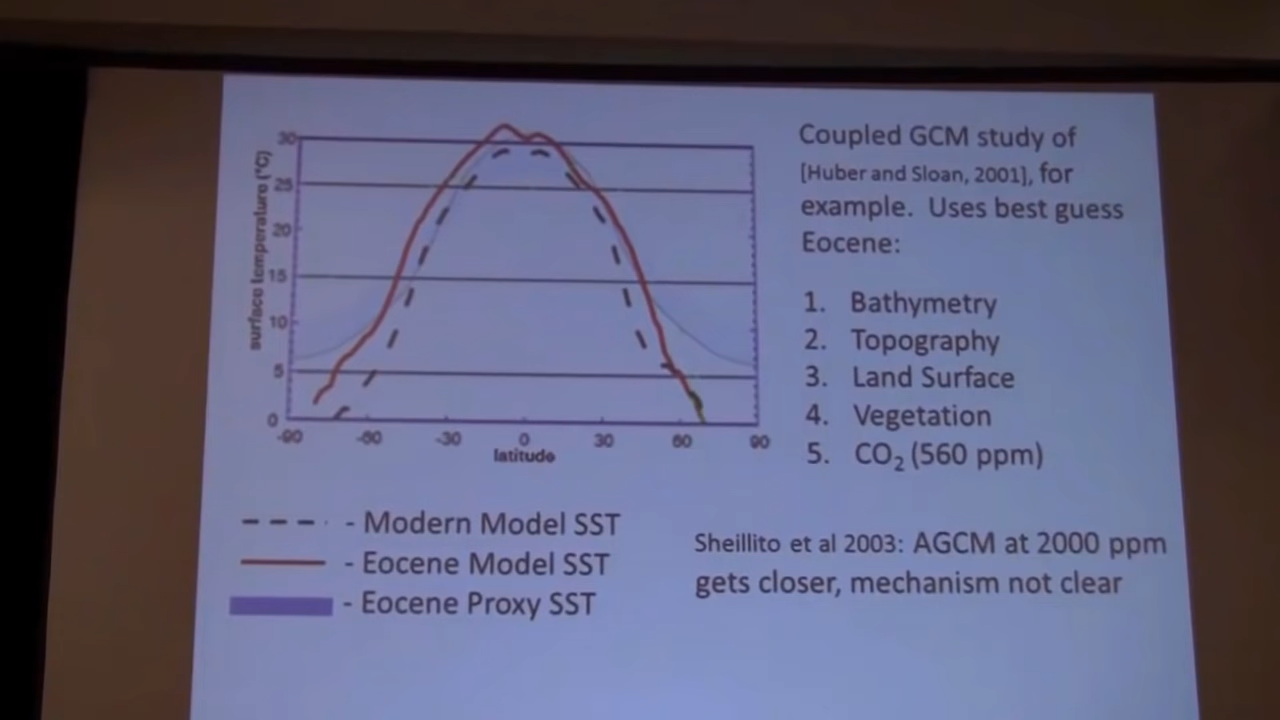 30
25
20
15
10
5
0
surface temperature (°C)
-90 -60 -30 0 30 60 90
latitude
Coupled GCM study of
[Huber and Sloan, 2001], for
example. Uses best guess
Eocene:
1. Bathymetry
2. Topography
3. Land Surface
4. Vegetation
5. CO₂ (560 ppm)
- Modern Model SST
- Eocene Model SST
- Eocene Proxy SST
Sheillito et al 2003: AGCM at 2000 ppm
gets closer, mechanism not clear